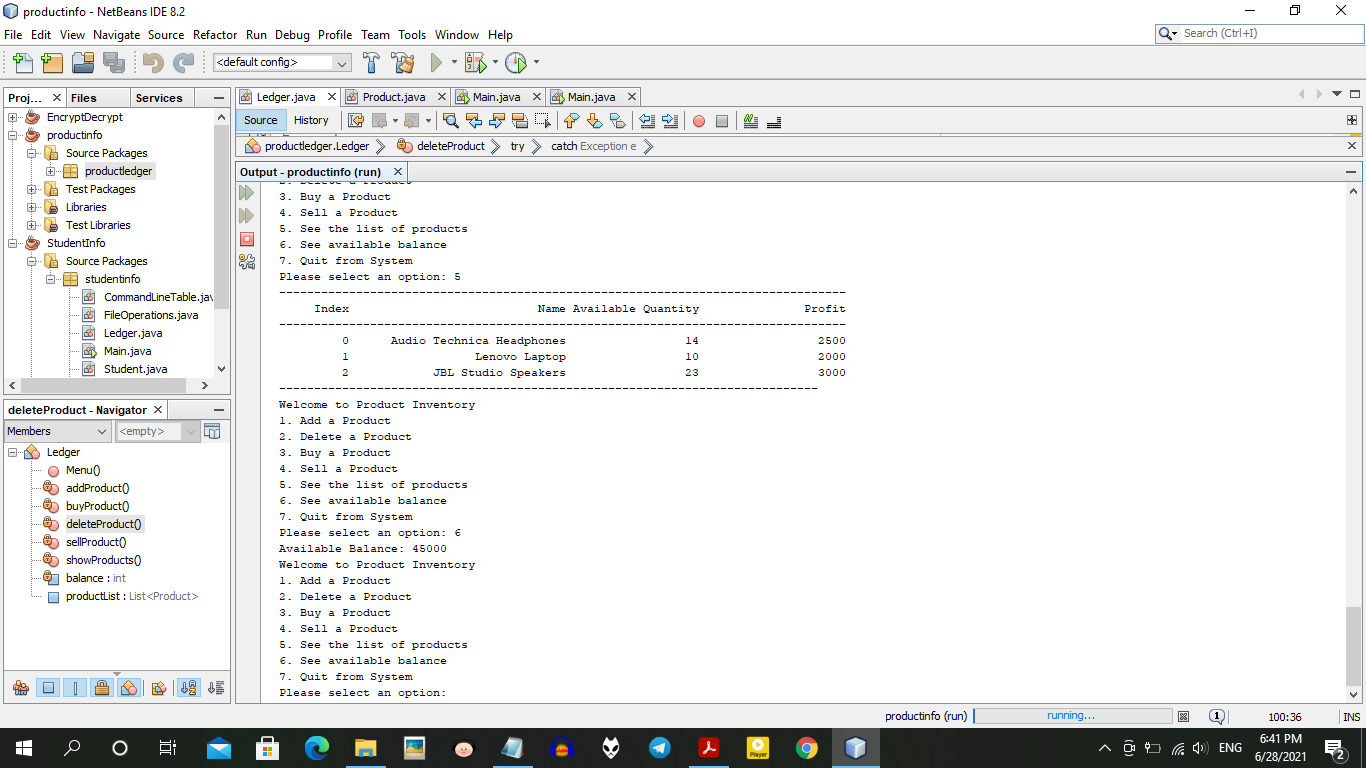 productinfo - NetBeans IDE 8.2
File Edit View Navigate Source Refactor Run Debug Profile Team Tools Window Help
Search (Ctrl+I)
<default config>
Proj... Files Services
EncryptDecrypt
productinfo
Source Packages
productledger
Test Packages
Libraries
Test Libraries
StudentInfo
Source Packages
studentinfo
CommandLineTable.jav
FileOperations.java
Ledger.java
Main.java
Student.java
deleteProduct - Navigator
Members <empty>
Ledger
Menu()
addProduct()
buyProduct()
deleteProduct()
sellProduct()
showProducts()
balance : int
productList : List<Product>
Ledger.java Product.java Main.java Main.java
Source History
productledger.Ledger deleteProduct try catch Exception e
Output - productinfo (run)
2. Delete a Product
3. Buy a Product
4. Sell a Product
5. See the list of products
6. See available balance
7. Quit from System
Please select an option: 5
---------------------------------------------------------------------------------
Index Name Available Quantity Profit
---------------------------------------------------------------------------------
0 Audio Technica Headphones 14 2500
1 Lenovo Laptop 10 2000
2 JBL Studio Speakers 23 3000
-----------------------------------------------------------------------------
Welcome to Product Inventory
1. Add a Product
2. Delete a Product
3. Buy a Product
4. Sell a Product
5. See the list of products
6. See available balance
7. Quit from System
Please select an option: 6
Available Balance: 45000
Welcome to Product Inventory
1. Add a Product
2. Delete a Product
3. Buy a Product
4. Sell a Product
5. See the list of products
6. See available balance
7. Quit from System
Please select an option:
productinfo (run) running... 1 100:36 INS
Player
ENG
6:41 PM
6/28/2021
2